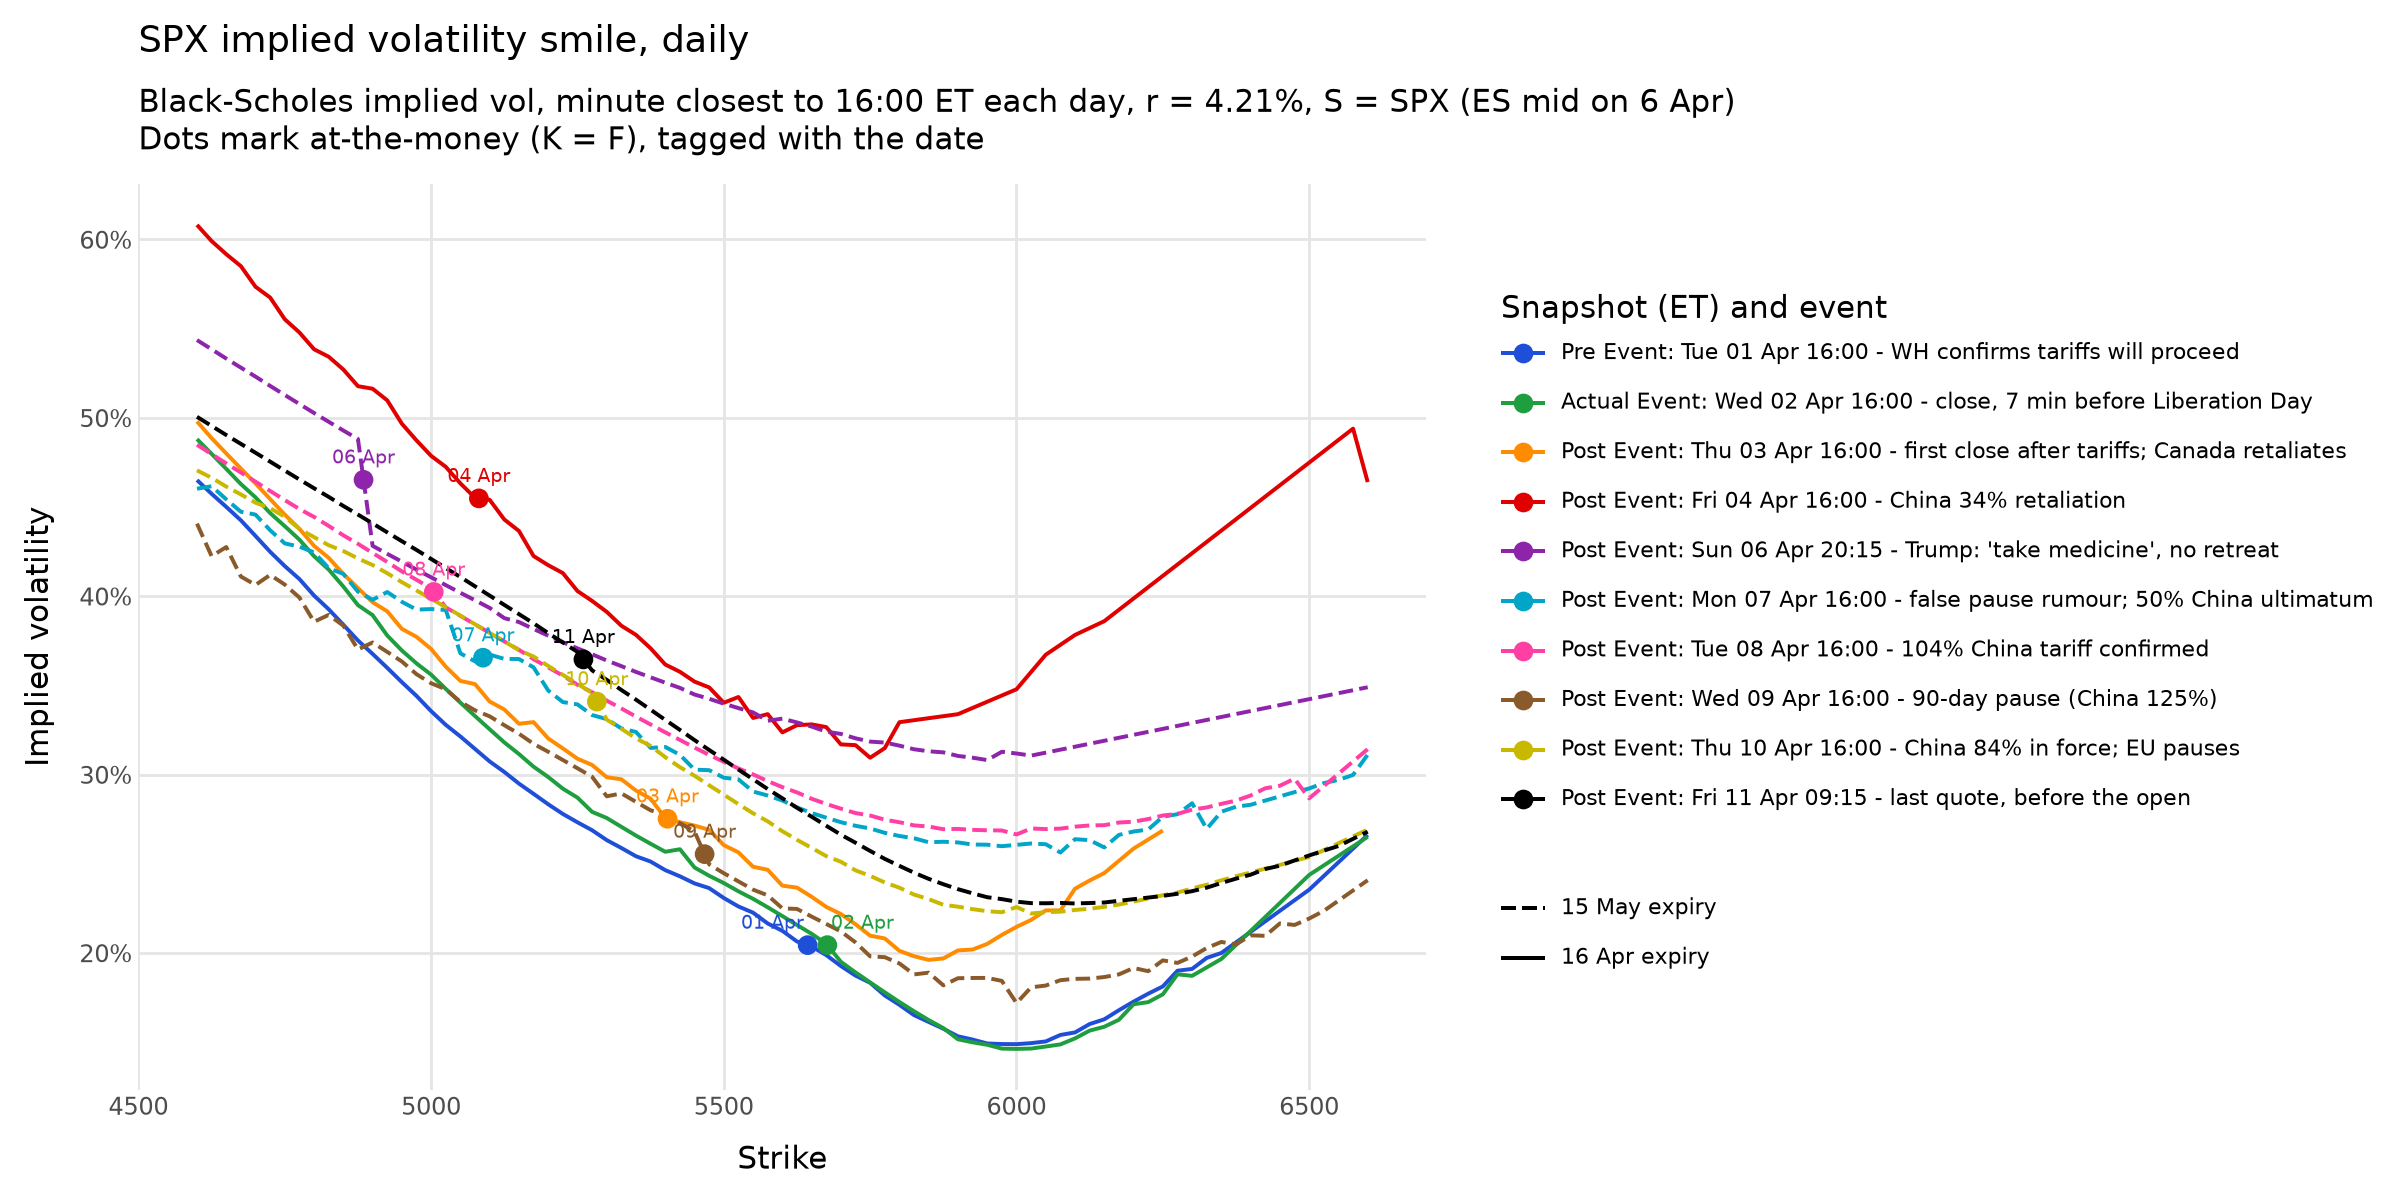 SPX implied volatility smile, daily
Black-Scholes implied vol, minute closest to 16:00 ET each day, r = 4.21%, S = SPX (ES mid on 6 Apr)
Dots mark at-the-money (K = F), tagged with the date
Implied volatility
60%
50%
40%
30%
20%
06 Apr
04 Apr
08 Apr
07 Apr
11 Apr
10 Apr
03 Apr
09 Apr
01 Apr
02 Apr
4500
5000
5500
6000
6500
Strike
Snapshot (ET) and event
Pre Event: Tue 01 Apr 16:00 - WH confirms tariffs will proceed
Actual Event: Wed 02 Apr 16:00 - close, 7 min before Liberation Day
Post Event: Thu 03 Apr 16:00 - first close after tariffs; Canada retaliates
Post Event: Fri 04 Apr 16:00 - China 34% retaliation
Post Event: Sun 06 Apr 20:15 - Trump: 'take medicine', no retreat
Post Event: Mon 07 Apr 16:00 - false pause rumour; 50% China ultimatum
Post Event: Tue 08 Apr 16:00 - 104% China tariff confirmed
Post Event: Wed 09 Apr 16:00 - 90-day pause (China 125%)
Post Event: Thu 10 Apr 16:00 - China 84% in force; EU pauses
Post Event: Fri 11 Apr 09:15 - last quote, before the open
15 May expiry
16 Apr expiry